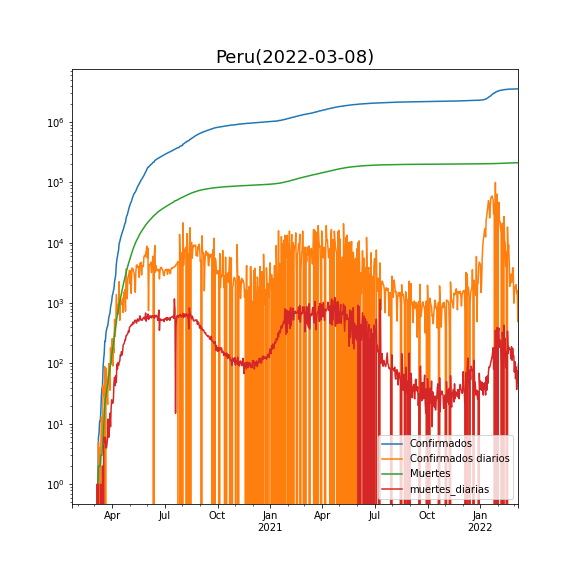 Peru(2022-03-08)
10^6
10^5
10^4
10^3
10^2
10^1
10^0
Apr Jul Oct Jan Apr Jul Oct Jan
2021 2022
Confirmados
Confirmados diarios
Muertes
muertes_diarias